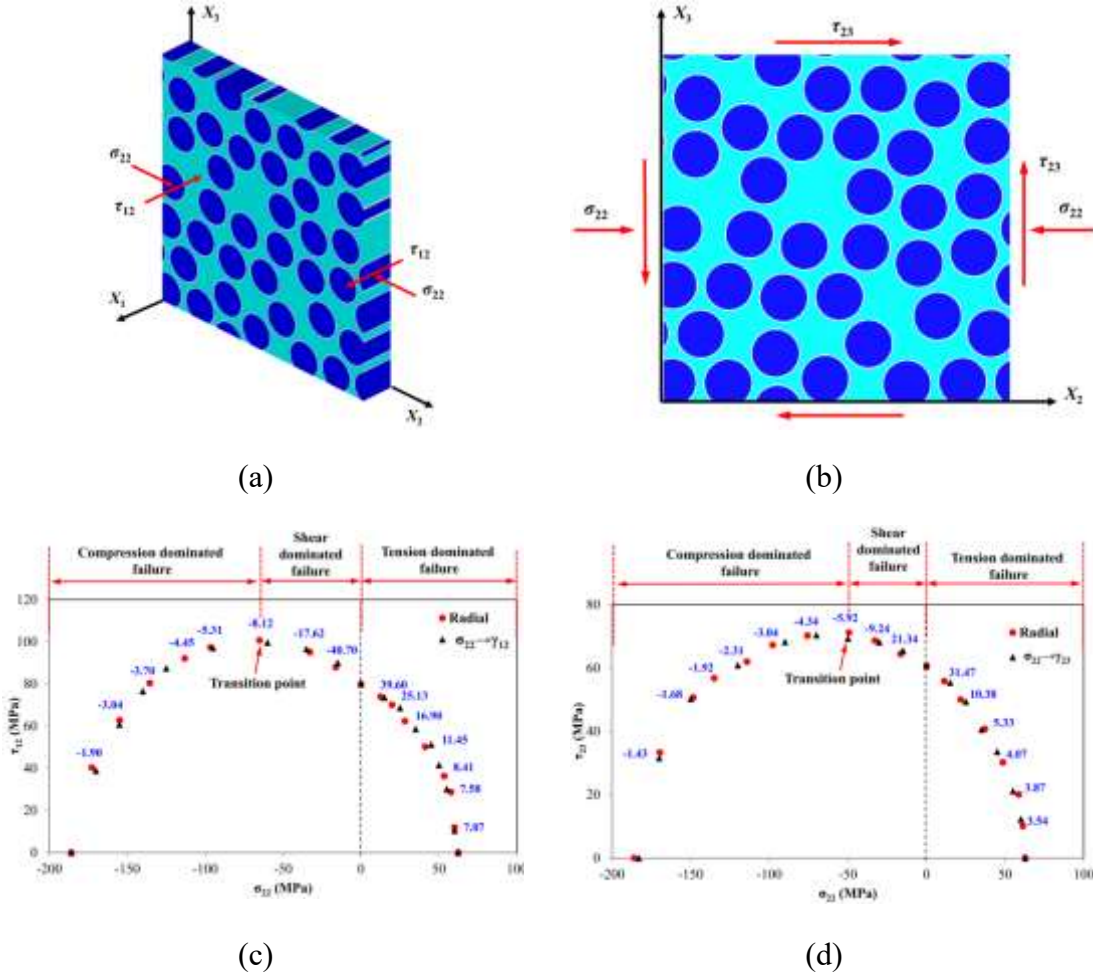 X₃
σ₂₂
τ₁₂
τ₁₂
σ₂₂
X₁
(a)
X₃
τ₂₃
τ₂₃
σ₂₂
σ₂₂
X₂
(b)
Compression dominated
failure
Shear
dominated
failure
Tension dominated
failure
τ₁₂ (MPa)
120
100
80
60
40
20
0
-200
-150
-100
-50
0
50
100
σ₂₂ (MPa)
Radial
σ₂₂→γ₁₂
Transition point
-1.90
-3.04
-3.70
-4.45
-5.31
-8.12
-17.62
-40.70
39.60
25.13
16.90
11.45
8.41
7.58
7.07
(c)
Compression dominated
failure
Shear
dominated
failure
Tension dominated
failure
τ₂₃ (MPa)
80
60
40
20
0
-200
-150
-100
-50
0
50
100
σ₂₂ (MPa)
Radial
σ₂₂→γ₂₃
Transition point
-1.43
-1.68
-1.92
-2.31
-3.04
-4.34
-5.92
-9.24
21.34
31.47
10.38
5.33
4.07
3.87
3.54
(d)